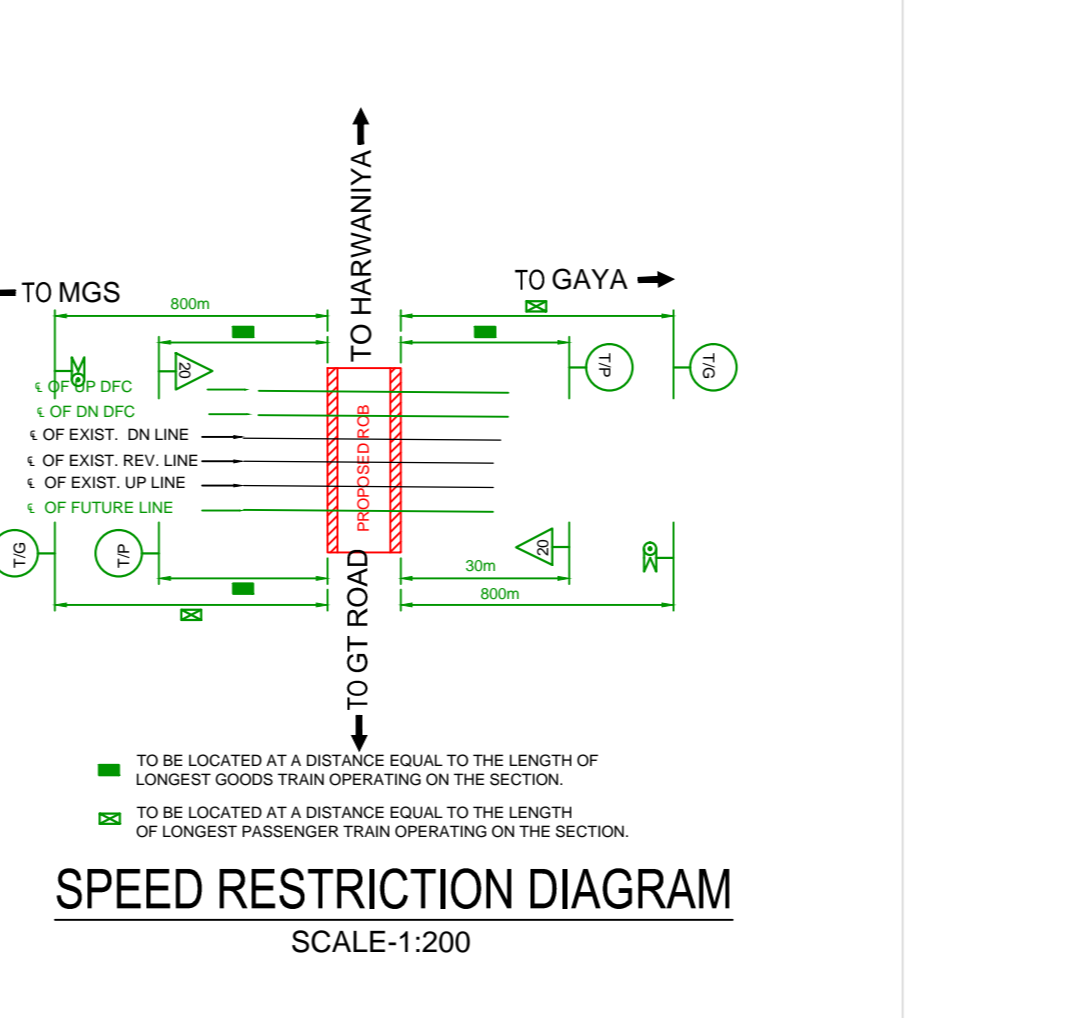 TO HARWANIYA
TO MGS
TO GAYA
800m
20
T/P
T/G
℄ OF UP DFC
℄ OF DN DFC
℄ OF EXIST. DN LINE
℄ OF EXIST. REV. LINE
℄ OF EXIST. UP LINE
℄ OF FUTURE LINE
PROPOSED RCB
T/G
T/P
20
30m
800m
TO GT ROAD
TO BE LOCATED AT A DISTANCE EQUAL TO THE LENGTH OF
LONGEST GOODS TRAIN OPERATING ON THE SECTION.
TO BE LOCATED AT A DISTANCE EQUAL TO THE LENGTH
OF LONGEST PASSENGER TRAIN OPERATING ON THE SECTION.
SPEED RESTRICTION DIAGRAM
SCALE-1:200